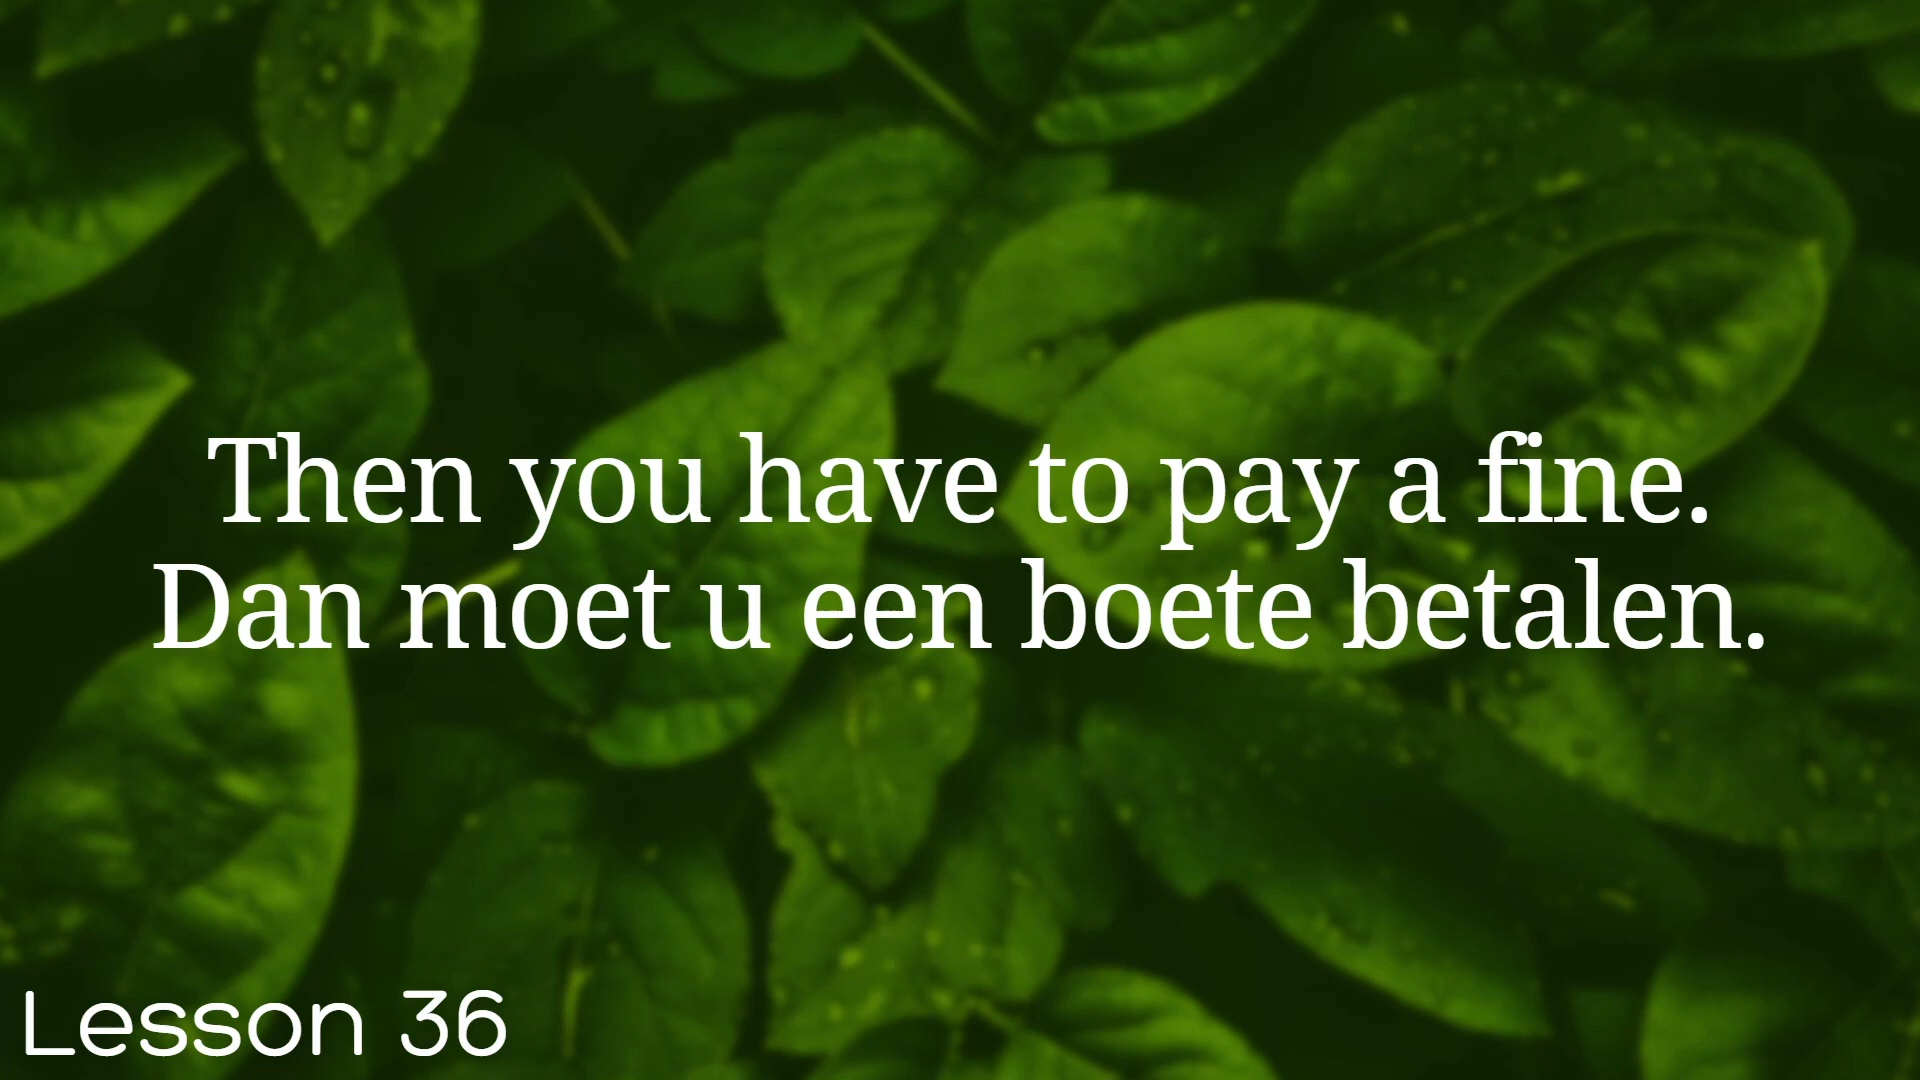 Then you have to pay a fine.
Dan moet u een boete betalen.
Lesson 36